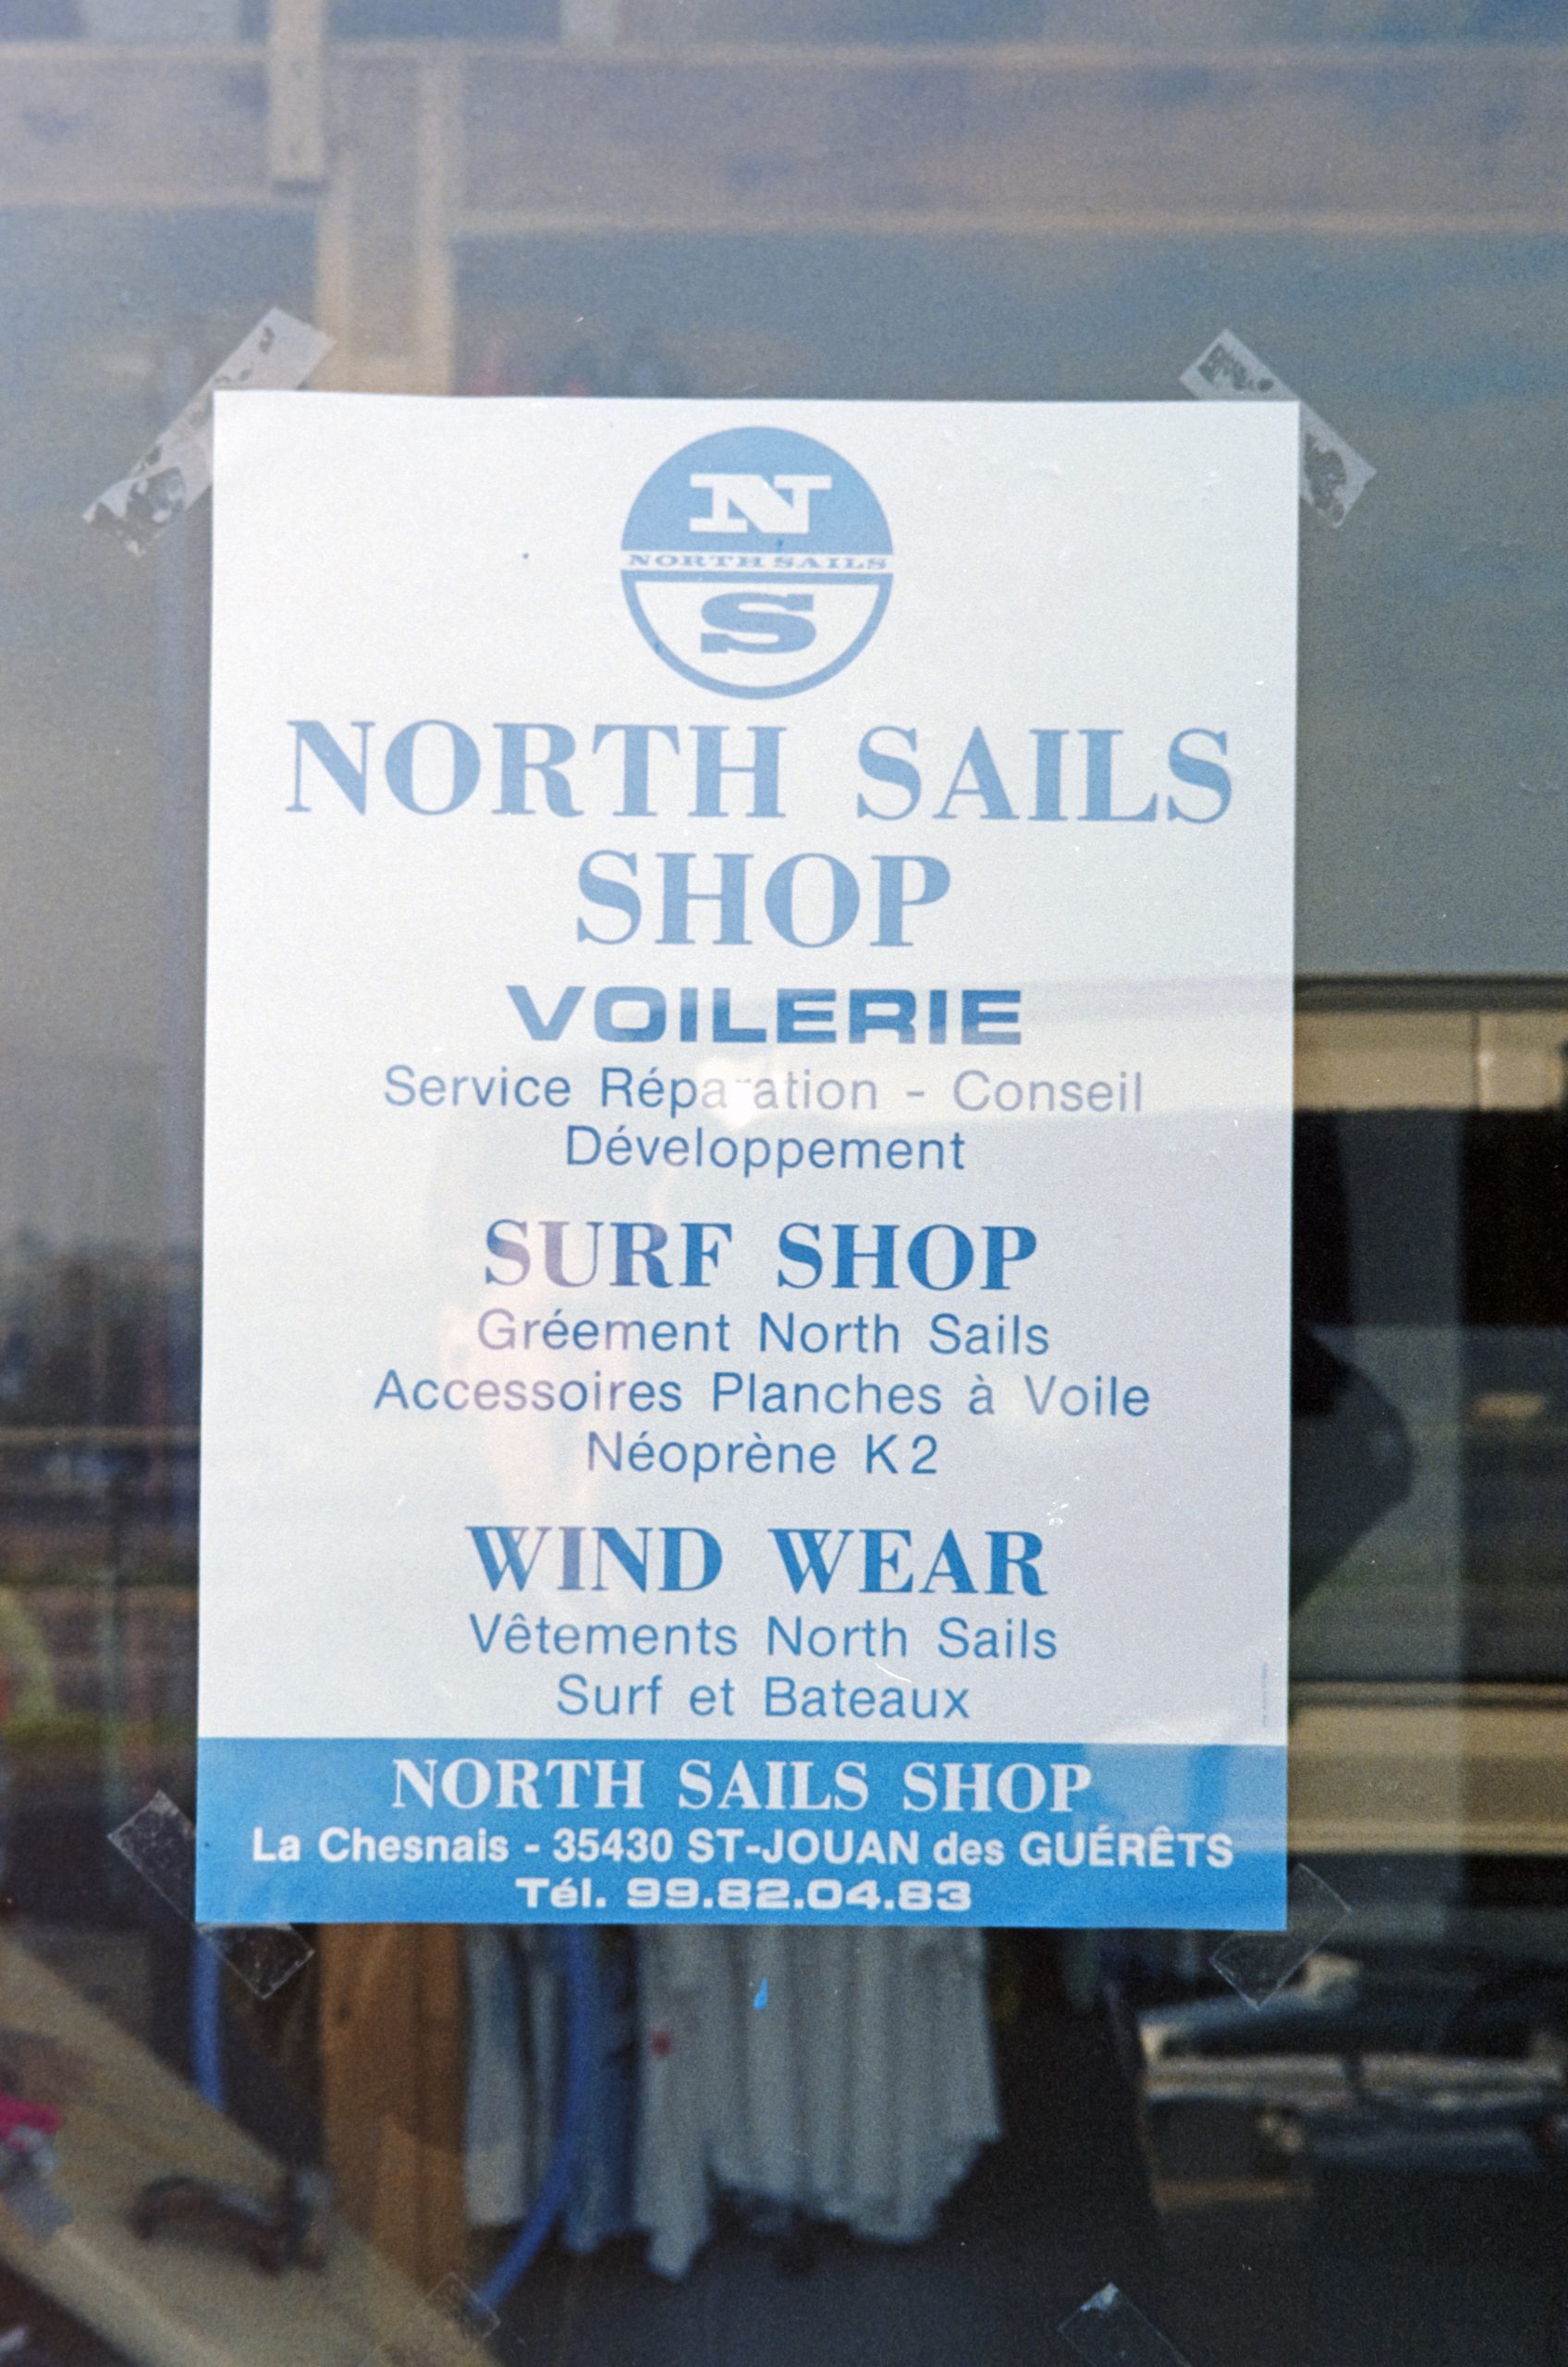 N
NORTH SAILS
S
NORTH SAILS
SHOP
VOILERIE
Service Réparation - Conseil
Développement
SURF SHOP
Gréement North Sails
Accessoires Planches à Voile
Néoprène K2
WIND WEAR
Vêtements North Sails
Surf et Bateaux
NORTH SAILS SHOP
La Chesnais - 35430 ST-JOUAN des GUÉRÊTS
Tél. 99.82.04.83